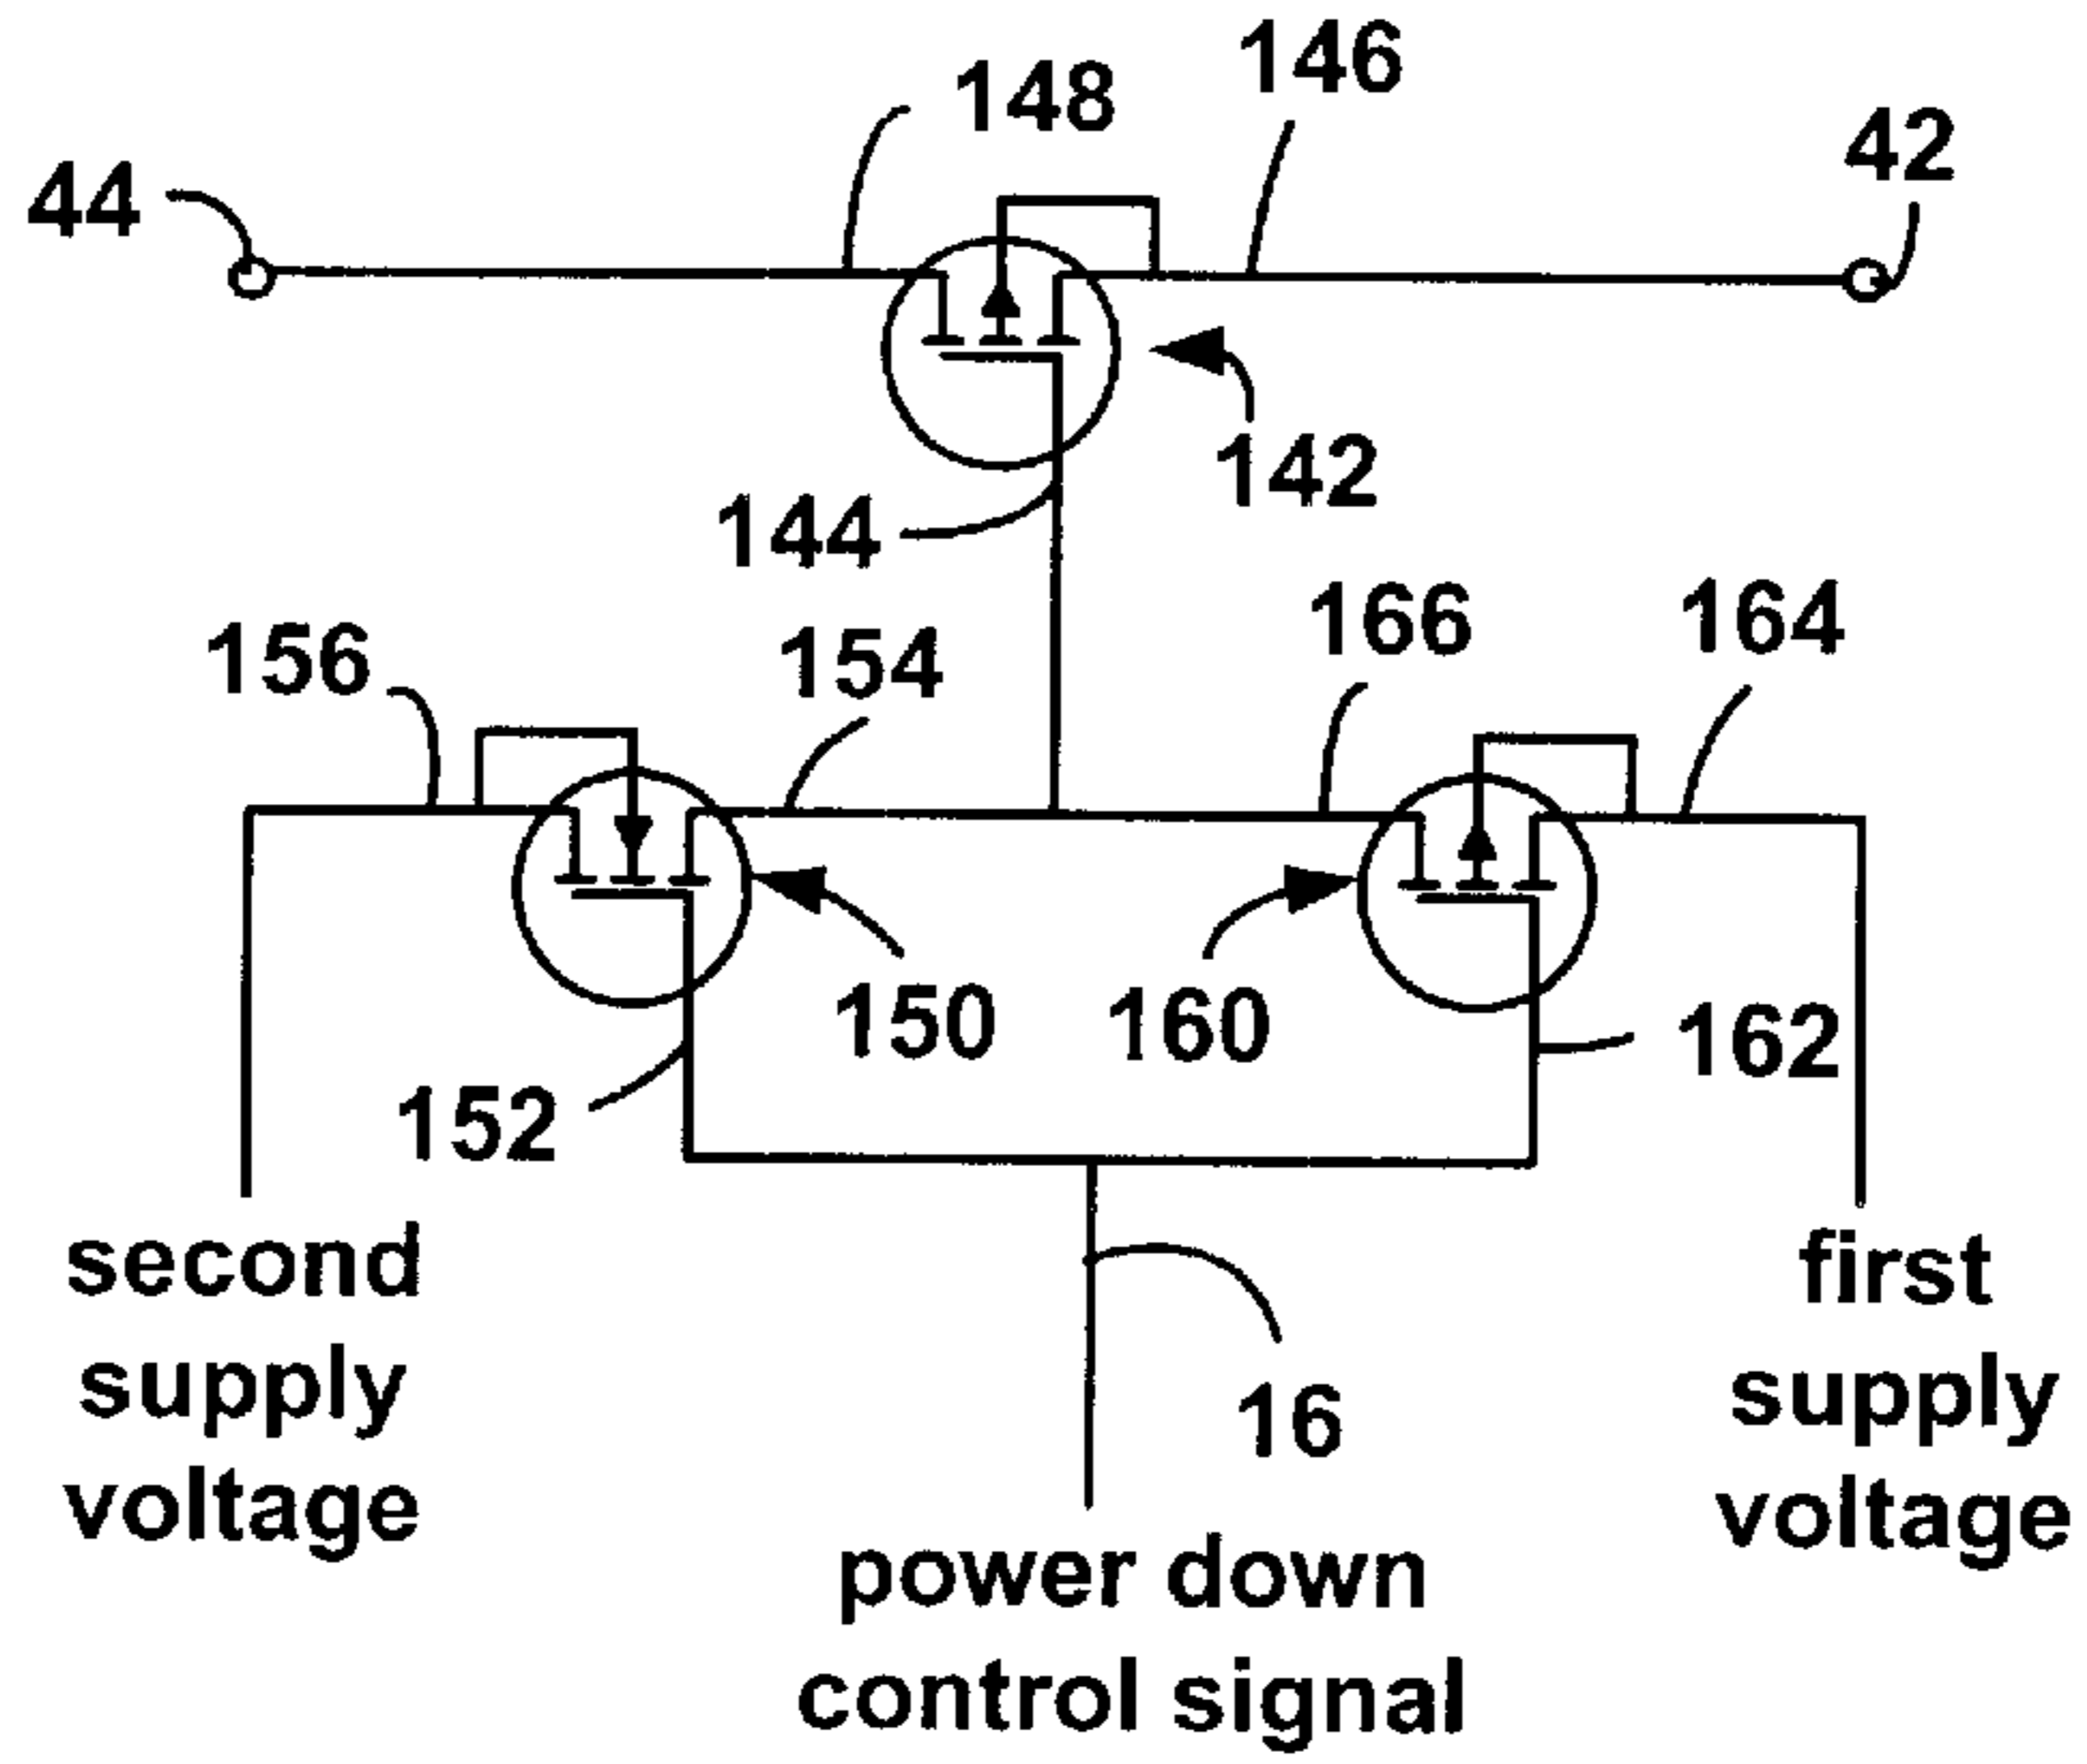 146
148
42
44
142
144
166
164
156
154
150
160
162
152
second
supply
voltage
first
supply
voltage
16
power down
control signal